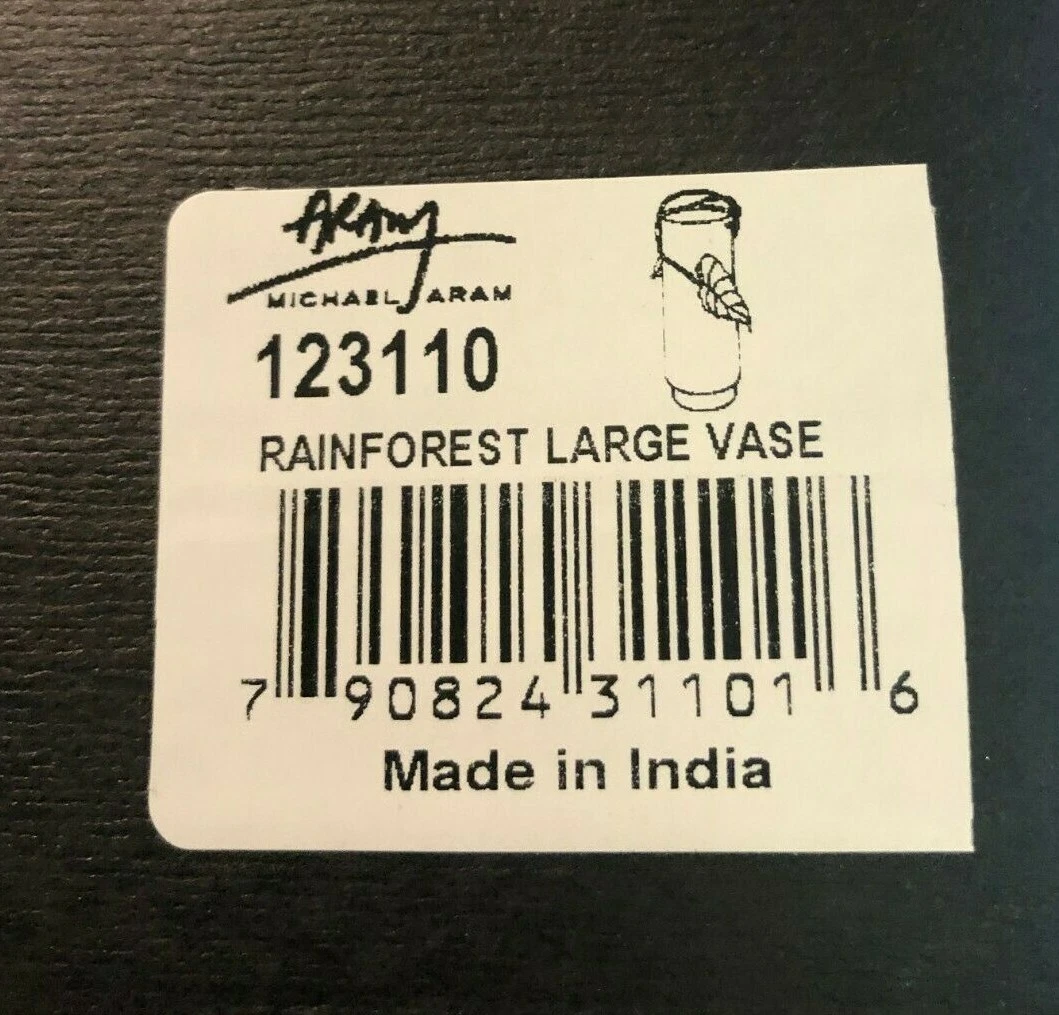 ARAM
MICHAEL ARAM
123110
RAINFOREST LARGE VASE
7 90824 31101 6
Made in India